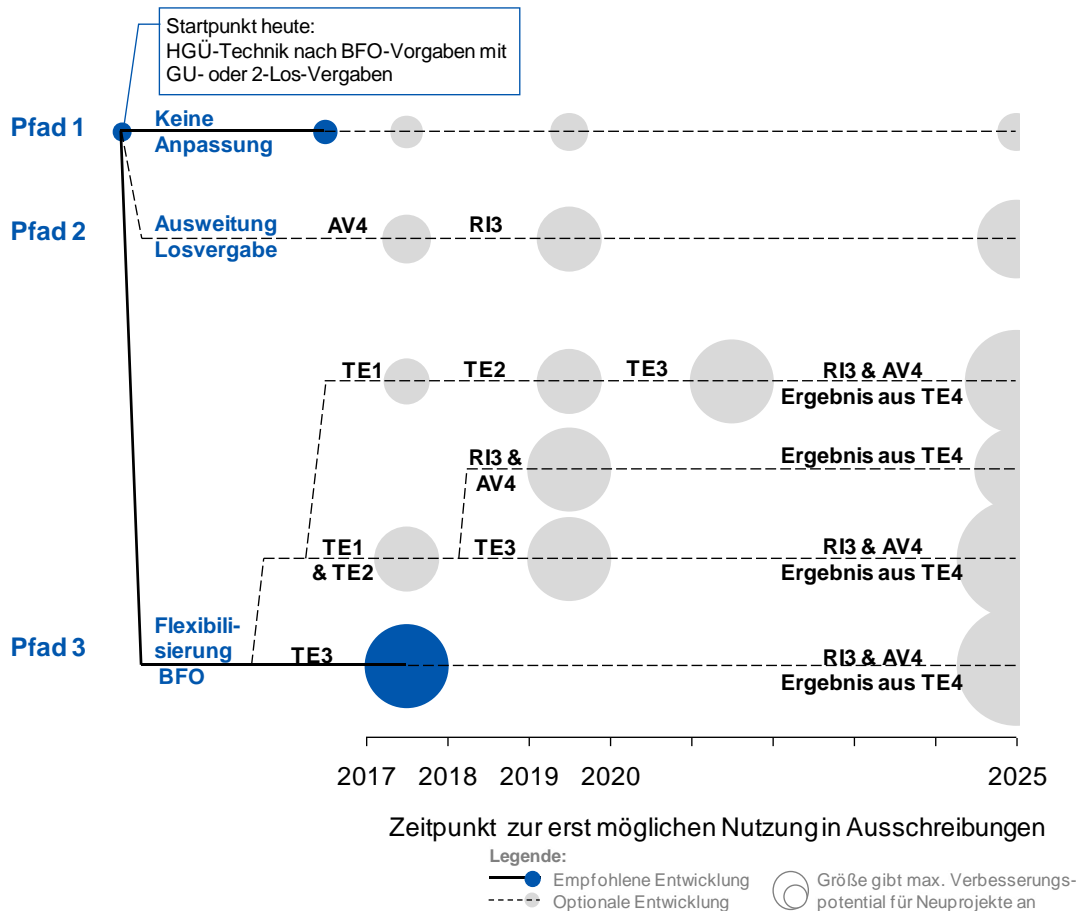 Startpunkt heute:
HGÜ-Technik nach BFO-Vorgaben mit
GU- oder 2-Los-Vergaben
Pfad 1
Keine
Anpassung
Pfad 2
Ausweitung
Losvergabe
AV4
RI3
TE1
TE2
TE3
RI3 & AV4
Ergebnis aus TE4
RI3 &
AV4
Ergebnis aus TE4
TE1
& TE2
TE3
RI3 & AV4
Ergebnis aus TE4
Pfad 3
Flexibili-
sierung
BFO
TE3
RI3 & AV4
Ergebnis aus TE4
2017 2018 2019 2020 2025
Zeitpunkt zur erst möglichen Nutzung in Ausschreibungen
Legende:
Empfohlene Entwicklung
Optionale Entwicklung
Größe gibt max. Verbesserungs-
potential für Neuprojekte an